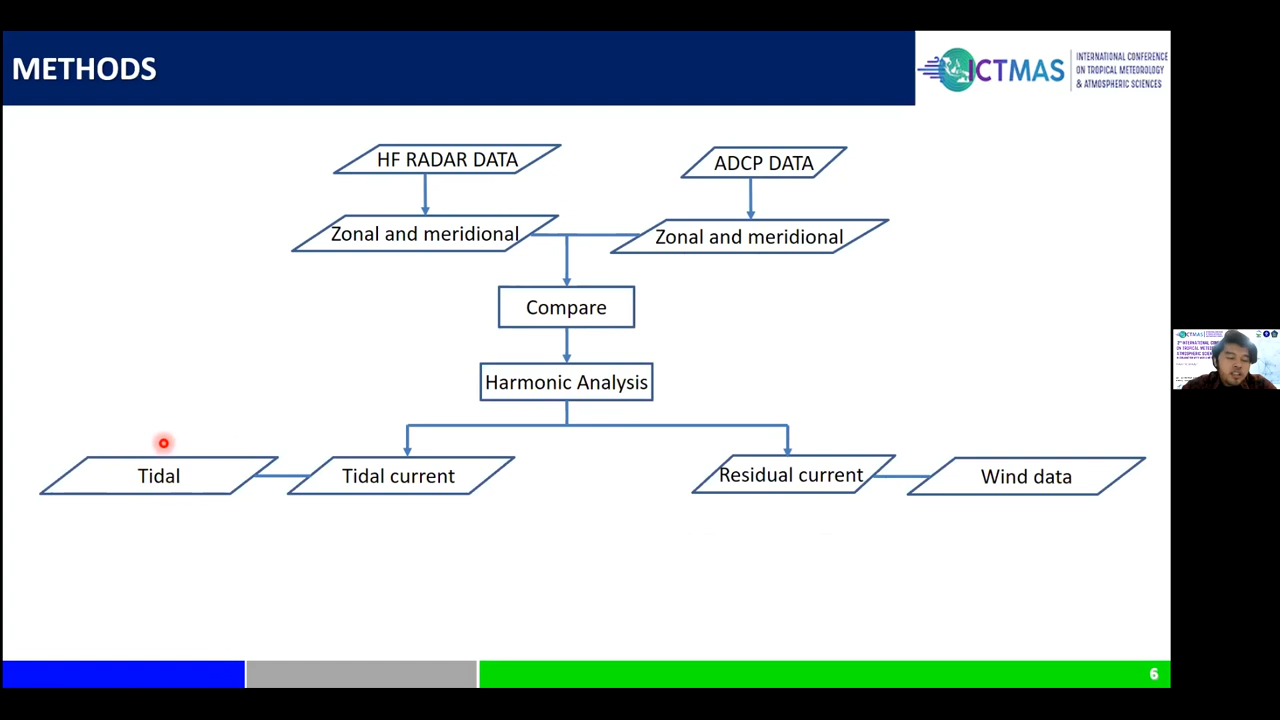 METHODS
ICTMAS
INTERNATIONAL CONFERENCE
ON TROPICAL METEOROLOGY
& ATMOSPHERIC SCIENCES
HF RADAR DATA
ADCP DATA
Zonal and meridional
Zonal and meridional
Compare
Harmonic Analysis
Tidal
Tidal current
Residual current
Wind data
6
ICTMAS